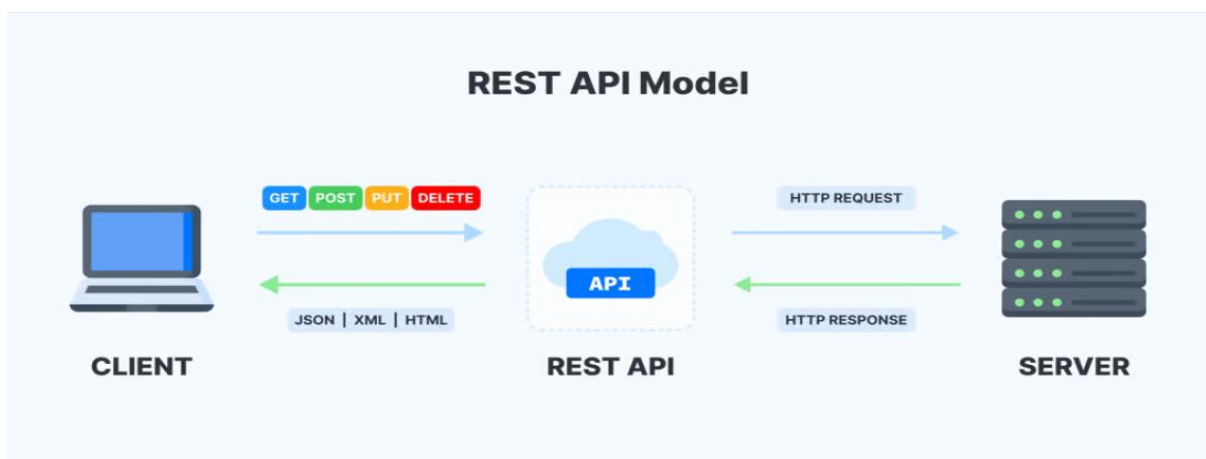 REST API Model
GET POST PUT DELETE
HTTP REQUEST
API
JSON | XML | HTML
HTTP RESPONSE
CLIENT
REST API
SERVER